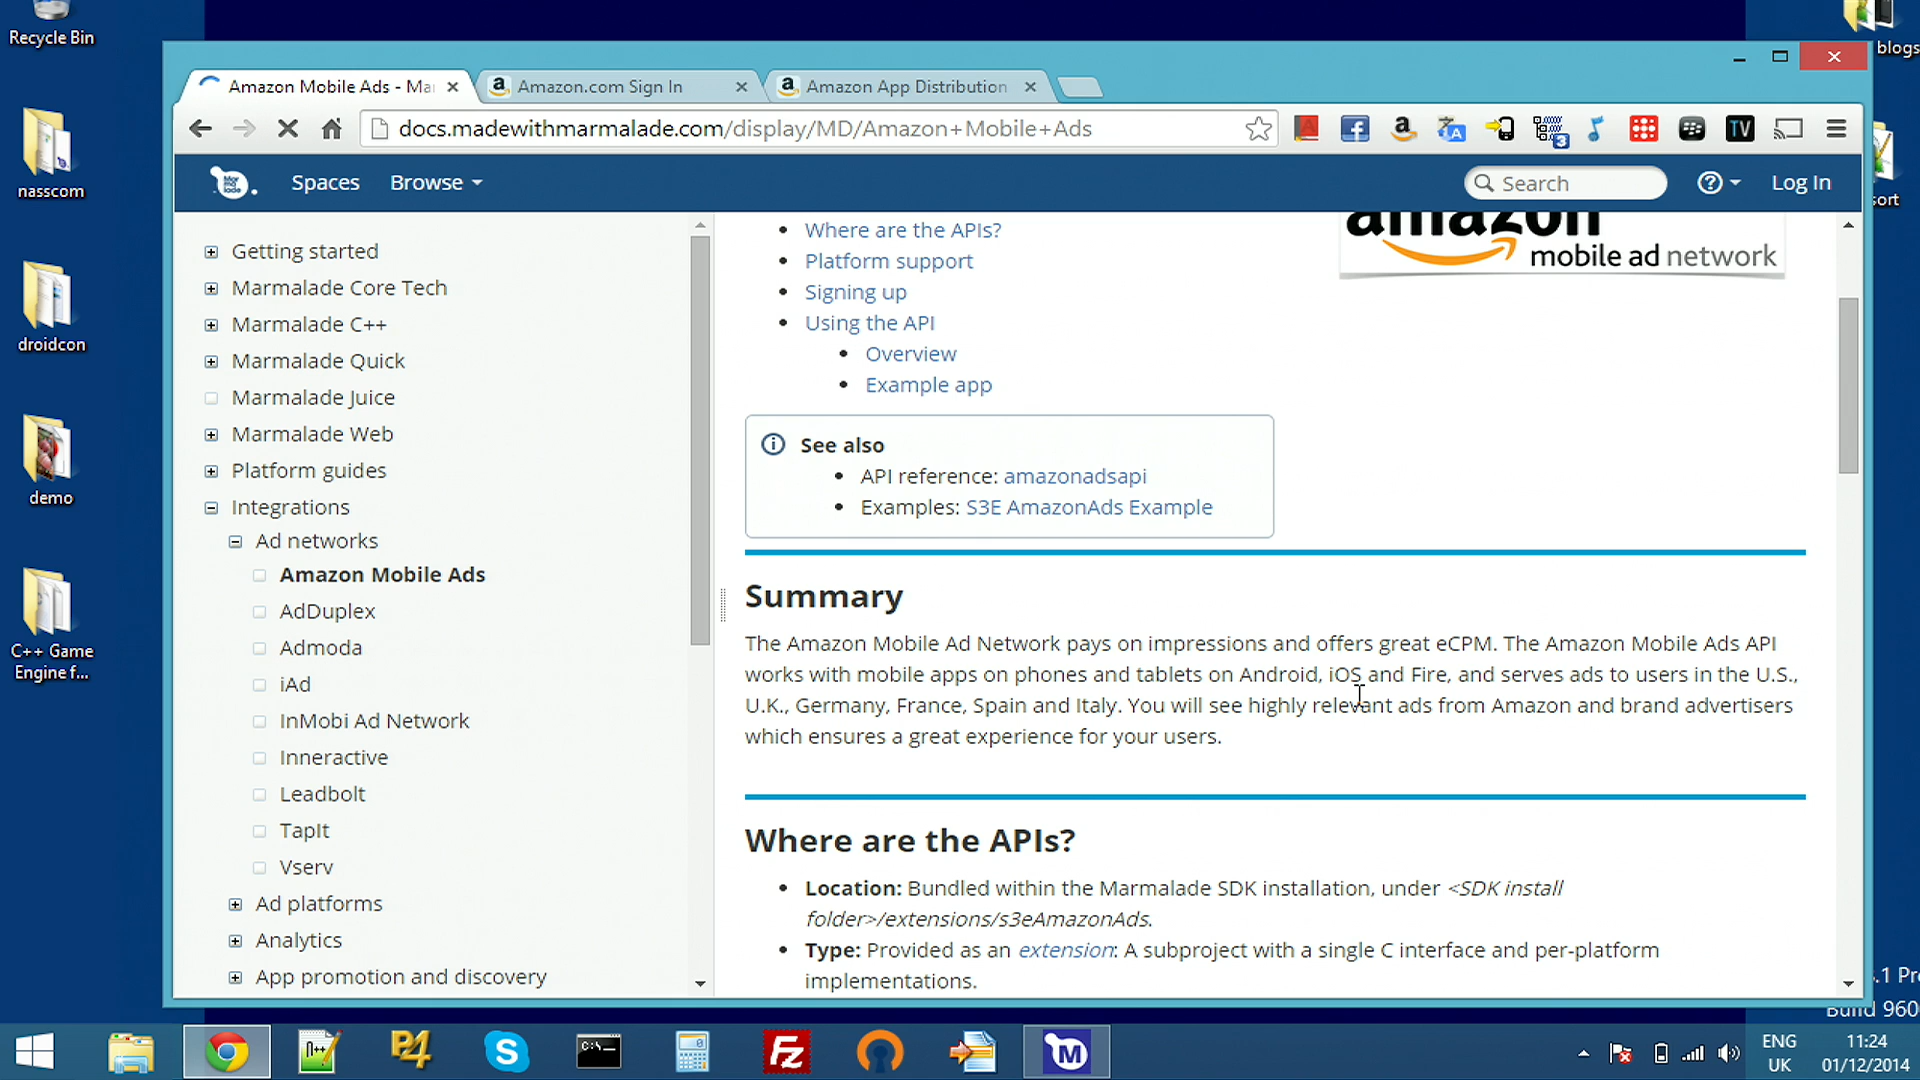 Recycle Bin
blogs
Amazon Mobile Ads - Ma
Amazon.com Sign In
Amazon App Distribution
docs.madewithmarmalade.com/display/MD/Amazon+Mobile+Ads
3
TV
Spaces
Browse
Search
Log In
nasscom
sort
droidcon
demo
C++ Game
Engine f...
Getting started
Marmalade Core Tech
Marmalade C++
Marmalade Quick
Marmalade Juice
Marmalade Web
Platform guides
Integrations
Ad networks
Amazon Mobile Ads
AdDuplex
Admoda
iAd
InMobi Ad Network
Inneractive
Leadbolt
TapIt
Vserv
Ad platforms
Analytics
App promotion and discovery
Where are the APIs?
Platform support
Signing up
Using the API
Overview
Example app
amazon
mobile ad network
See also
API reference: amazonadsapi
Examples: S3E AmazonAds Example
Summary
The Amazon Mobile Ad Network pays on impressions and offers great eCPM. The Amazon Mobile Ads API
works with mobile apps on phones and tablets on Android, iOS and Fire, and serves ads to users in the U.S.,
U.K., Germany, France, Spain and Italy. You will see highly relevant ads from Amazon and brand advertisers
which ensures a great experience for your users.
Where are the APIs?
Location: Bundled within the Marmalade SDK installation, under <SDK install
folder>/extensions/s3eAmazonAds.
Type: Provided as an extension: A subproject with a single C interface and per-platform
implementations.
.1 Pr
Build 960
ENG
UK
11:24
01/12/2014